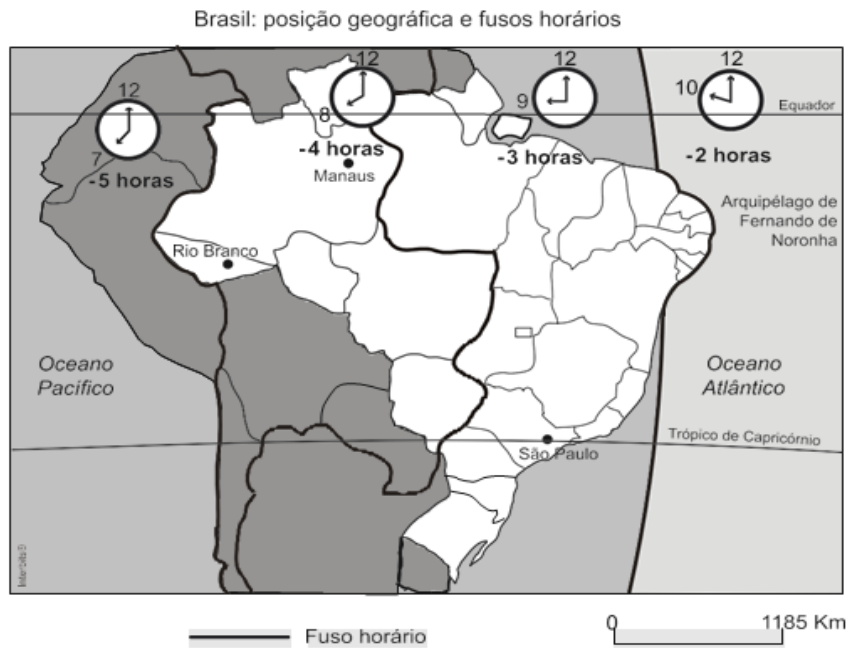 Brasil: posição geográfica e fusos horários
12
12
12
12
7
8
9
10
Equador
-5 horas
-4 horas
-3 horas
-2 horas
Manaus
Arquipélago de
Fernando de
Noronha
Rio Branco
Oceano
Pacífico
Oceano
Atlântico
Trópico de Capricórnio
São Paulo
Interbits®
Fuso horário
0
1185 Km